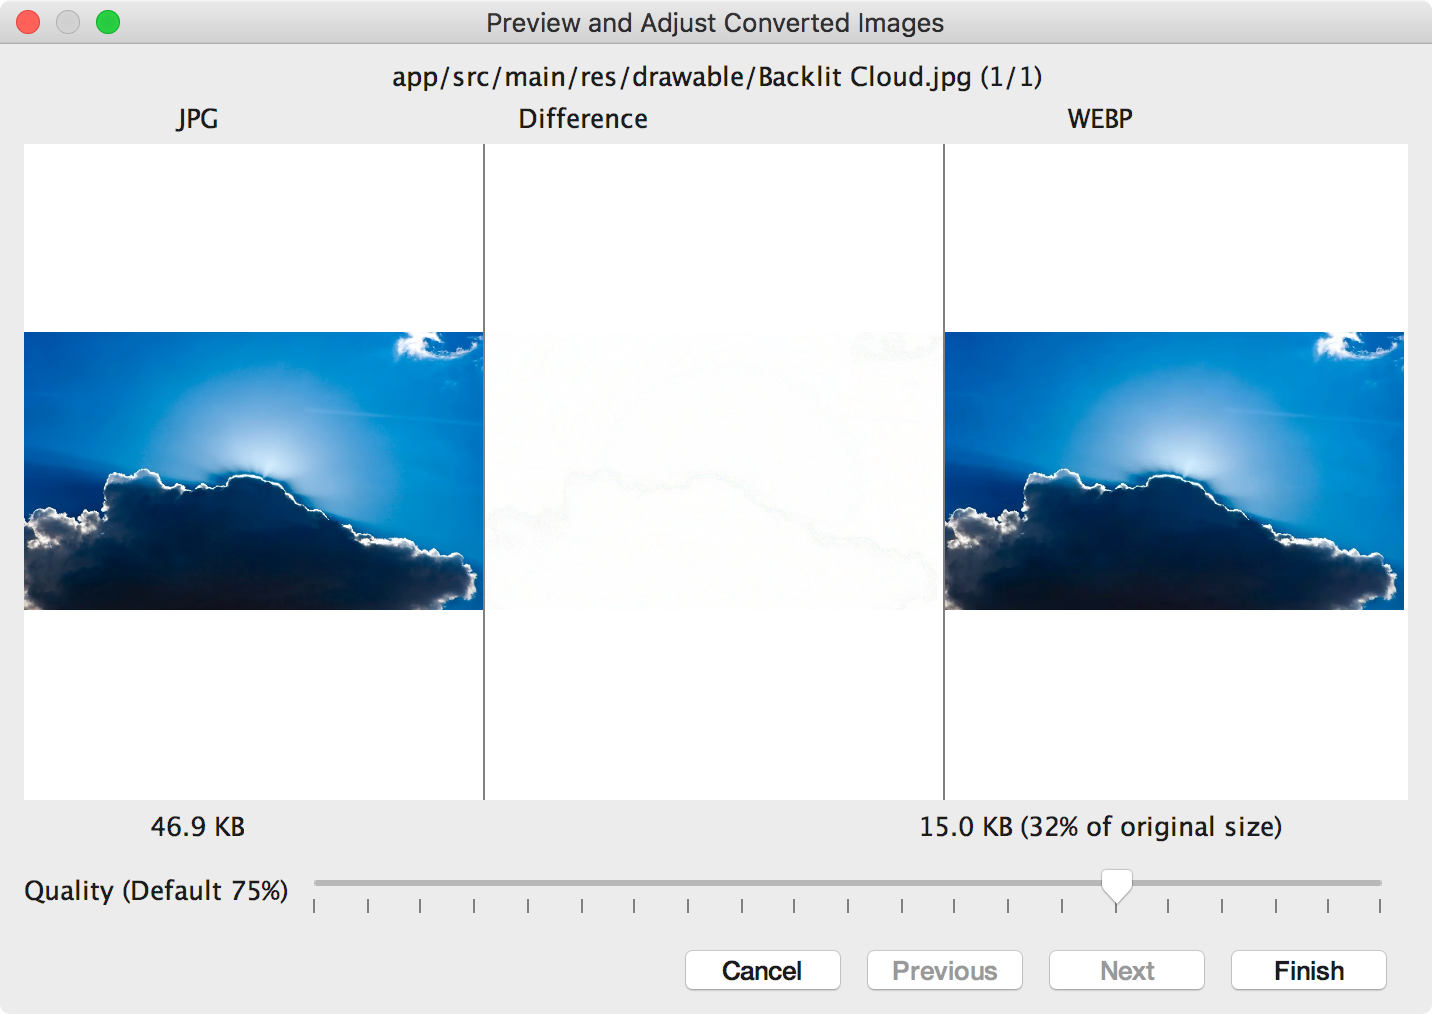 Preview and Adjust Converted Images
app/src/main/res/drawable/Backlit Cloud.jpg (1/1)
JPG Difference WEBP
46.9 KB 15.0 KB (32% of original size)
Quality (Default 75%)
Cancel Previous Next Finish